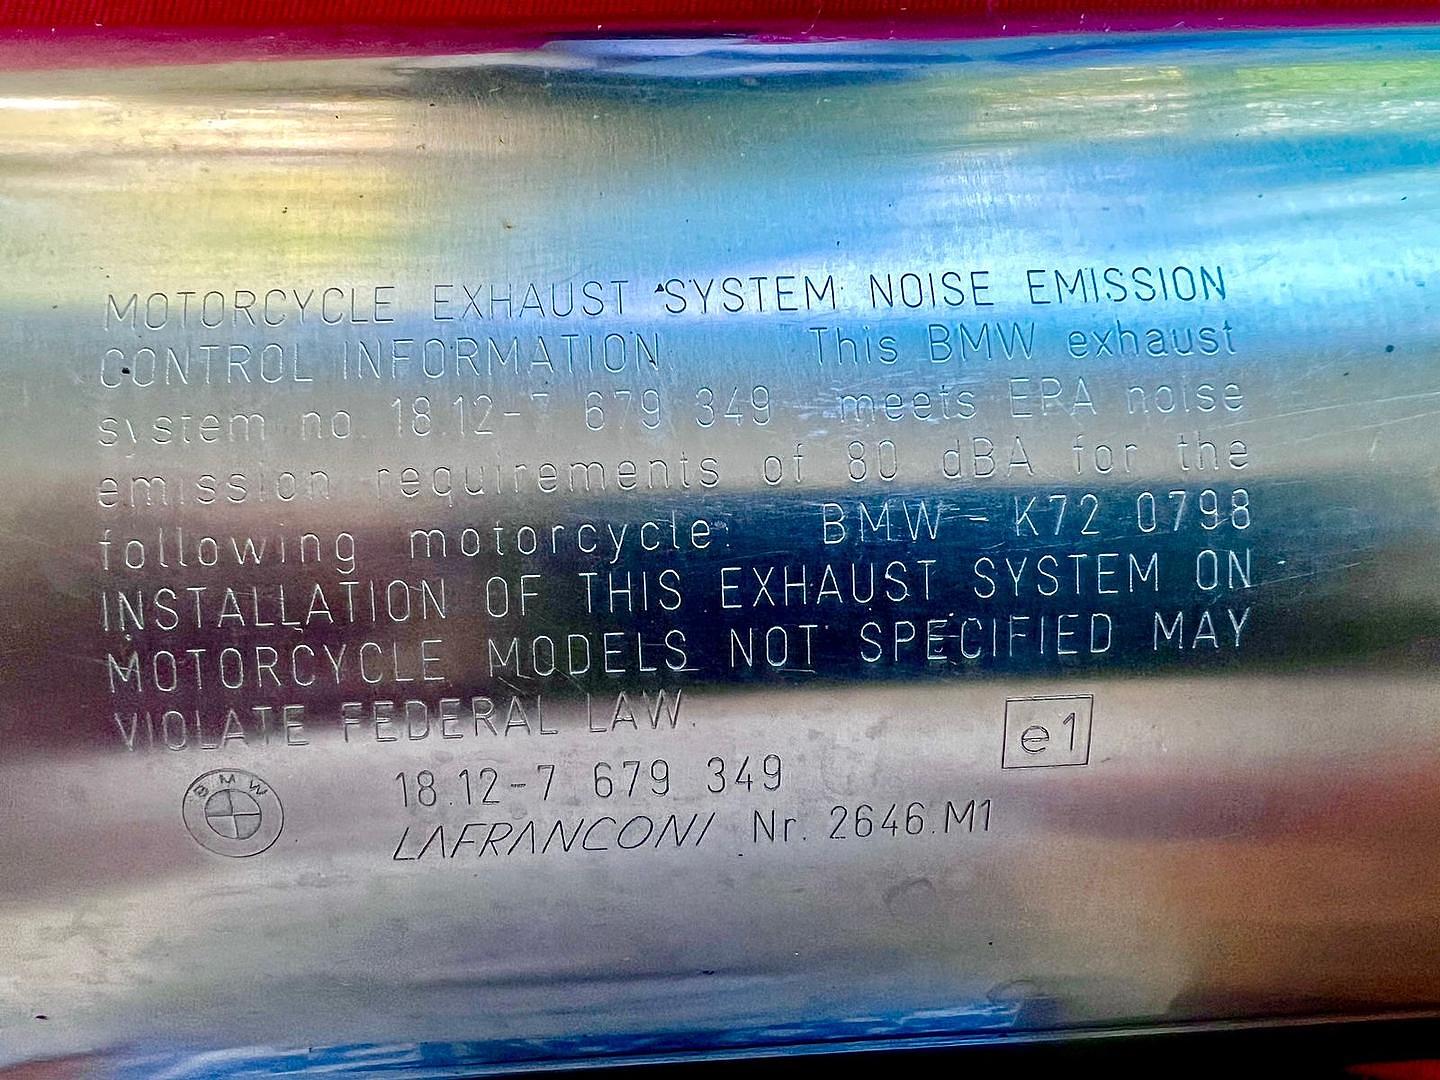 MOTORCYCLE EXHAUST SYSTEM NOISE EMISSION
CONTROL INFORMATION This BMW exhaust
system no 18.12-7 679 349 meets EPA noise
emission requirements of 80 dBA for the
following motorcycle: BMW - K72 0798
INSTALLATION OF THIS EXHAUST SYSTEM ON
MOTORCYCLE MODELS NOT SPECIFIED MAY
VIOLATE FEDERAL LAW.
e1
BMW
18.12-7 679 349
LAFRANCONI Nr. 2646.M1